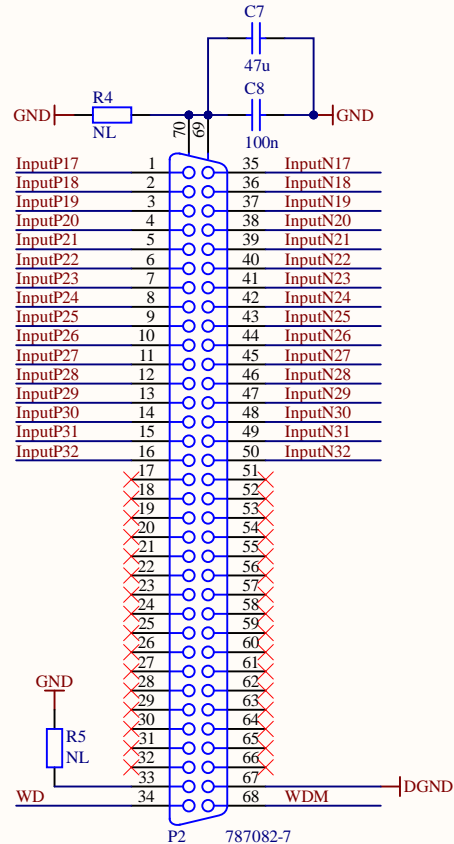 C7
47u
R4
C8
GND
GND
NL
100n
70
69
InputP17 1 35 InputN17
InputP18 2 36 InputN18
InputP19 3 37 InputN19
InputP20 4 38 InputN20
InputP21 5 39 InputN21
InputP22 6 40 InputN22
InputP23 7 41 InputN23
InputP24 8 42 InputN24
InputP25 9 43 InputN25
InputP26 10 44 InputN26
InputP27 11 45 InputN27
InputP28 12 46 InputN28
InputP29 13 47 InputN29
InputP30 14 48 InputN30
InputP31 15 49 InputN31
InputP32 16 50 InputN32
17 51
18 52
19 53
20 54
21 55
22 56
23 57
24 58
25 59
26 60
27 61
GND 28 62
29 63
30 64
R5 31 65
NL 32 66
33 67 DGND
WD 34 68 WDM
P2 787082-7